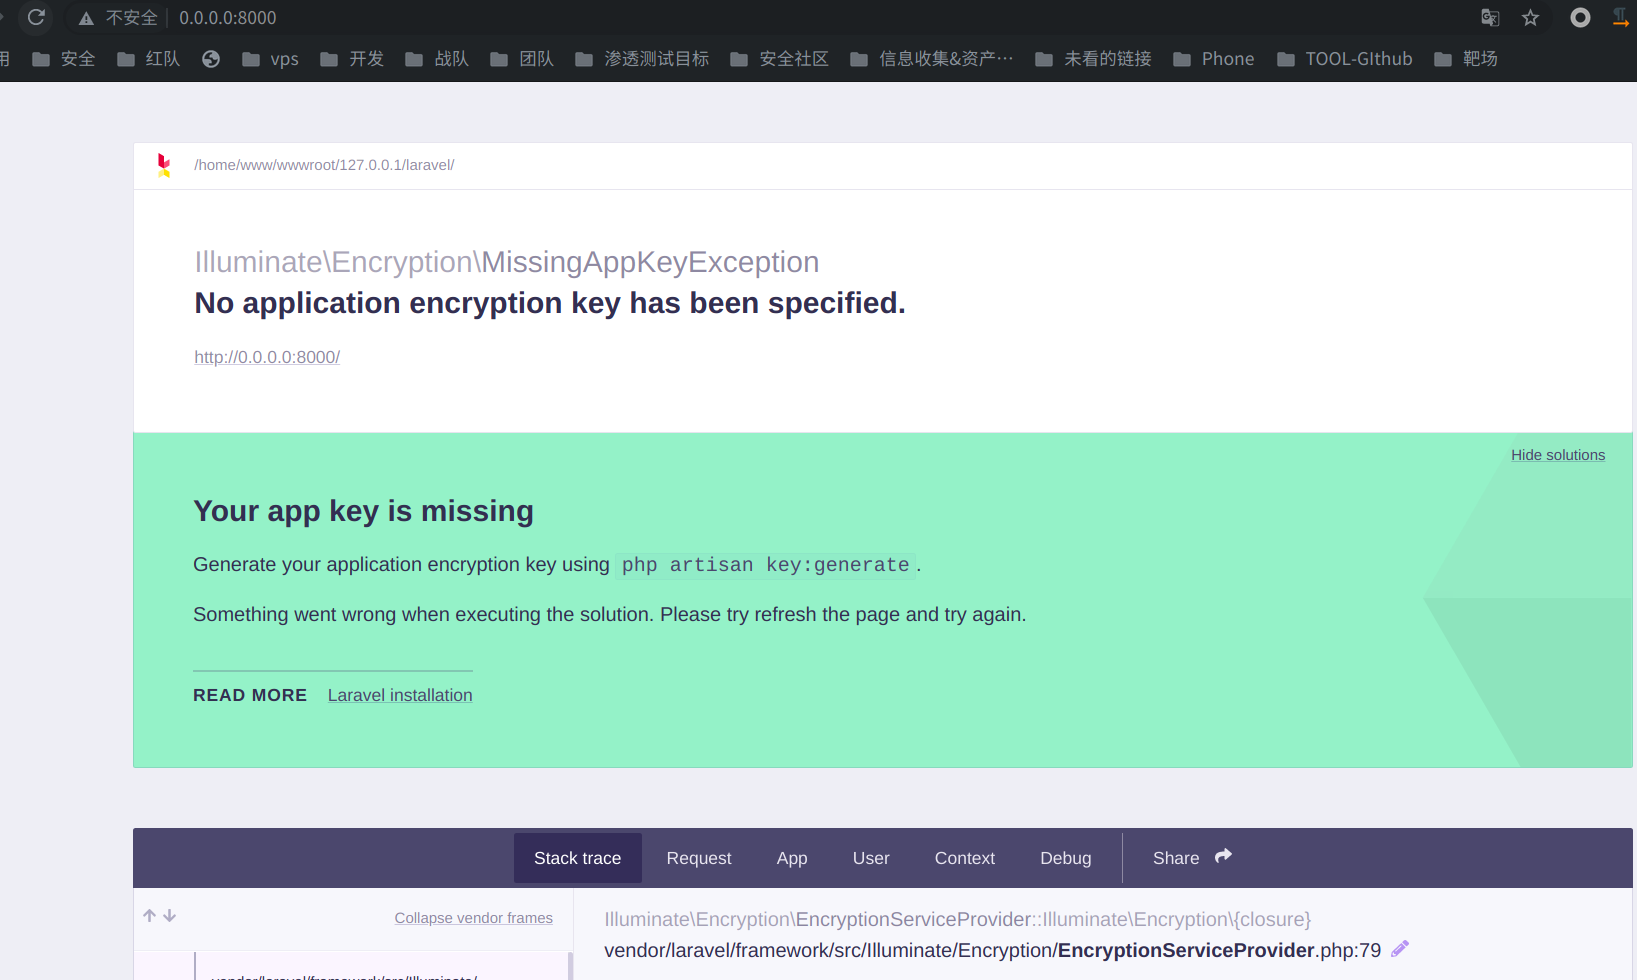 不安全 0.0.0.0:8000
用 安全 红队 vps 开发 战队 团队 渗透测试目标 安全社区 信息收集&资产… 未看的链接 Phone TOOL-GIthub 靶场
/home/www/wwwroot/127.0.0.1/laravel/
Illuminate\Encryption\MissingAppKeyException
No application encryption key has been specified.
http://0.0.0.0:8000/
Hide solutions
Your app key is missing
Generate your application encryption key using php artisan key:generate .
Something went wrong when executing the solution. Please try refresh the page and try again.
READ MORE Laravel installation
Stack trace Request App User Context Debug Share
Collapse vendor frames
Illuminate\Encryption\EncryptionServiceProvider::Illuminate\Encryption\{closure}
vendor/laravel/framework/src/Illuminate/Encryption/EncryptionServiceProvider.php:79
vendor/laravel/framework/src/Illuminate/